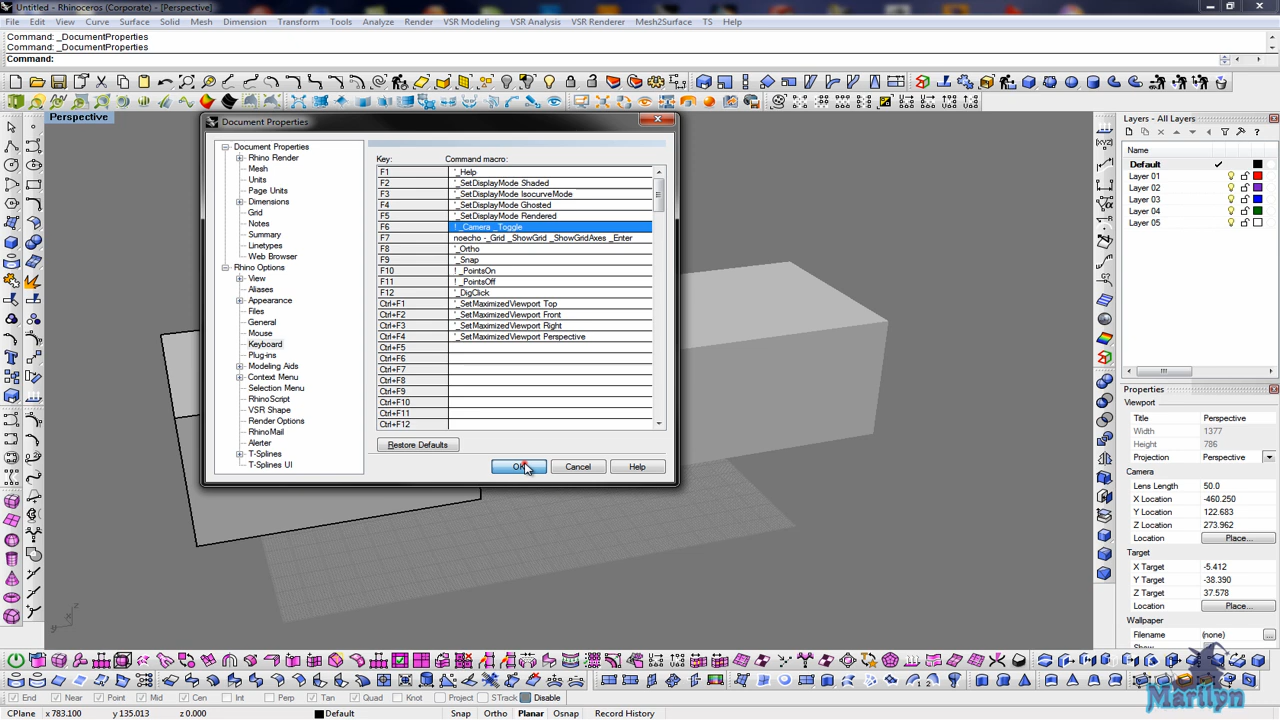 Untitled - Rhinoceros (Corporate) - [Perspective]
File Edit View Curve Surface Solid Mesh Dimension Transform Tools Analyze Render VSR Modeling VSR Analysis VSR Renderer Mesh2Surface TS Help
Command: _DocumentProperties
Command: _DocumentProperties
Command:
Perspective
Document Properties
Document Properties
Rhino Render
Mesh
Units
Page Units
Dimensions
Grid
Notes
Summary
Linetypes
Web Browser
Rhino Options
View
Aliases
Appearance
Files
General
Mouse
Keyboard
Plug-ins
Modeling Aids
Context Menu
Selection Menu
RhinoScript
VSR Shape
Render Options
RhinoMail
Alerter
T-Splines
T-Splines UI
Key: Command macro:
F1 '_Help
F2 '_SetDisplayMode Shaded
F3 '_SetDisplayMode IsocurveMode
F4 '_SetDisplayMode Ghosted
F5 '_SetDisplayMode Rendered
F6 ! _Camera _Toggle
F7 noecho -_Grid _ShowGrid _ShowGridAxes _Enter
F8 '_Ortho
F9 '_Snap
F10 ! _PointsOn
F11 ! _PointsOff
F12 '_DigClick
Ctrl+F1 '_SetMaximizedViewport Top
Ctrl+F2 '_SetMaximizedViewport Front
Ctrl+F3 '_SetMaximizedViewport Right
Ctrl+F4 '_SetMaximizedViewport Perspective
Ctrl+F5
Ctrl+F6
Ctrl+F7
Ctrl+F8
Ctrl+F9
Ctrl+F10
Ctrl+F11
Ctrl+F12
Restore Defaults
OK Cancel Help
Layers - All Layers
Name
Default
Layer 01
Layer 02
Layer 03
Layer 04
Layer 05
Properties
Viewport
Title Perspective
Width 1377
Height 786
Projection Perspective
Camera
Lens Length 50.0
X Location -460.250
Y Location 122.683
Z Location 273.962
Location Place...
Target
X Target -5.412
Y Target -38.390
Z Target 37.578
Location Place...
Wallpaper
Filename (none)
z
x
y
End Near Point Mid Cen Int Perp Tan Quad Knot Project STrack Disable
CPlane x 783.100 y 135.013 z 0.000 Default Snap Ortho Planar Osnap Record History
Marilyn